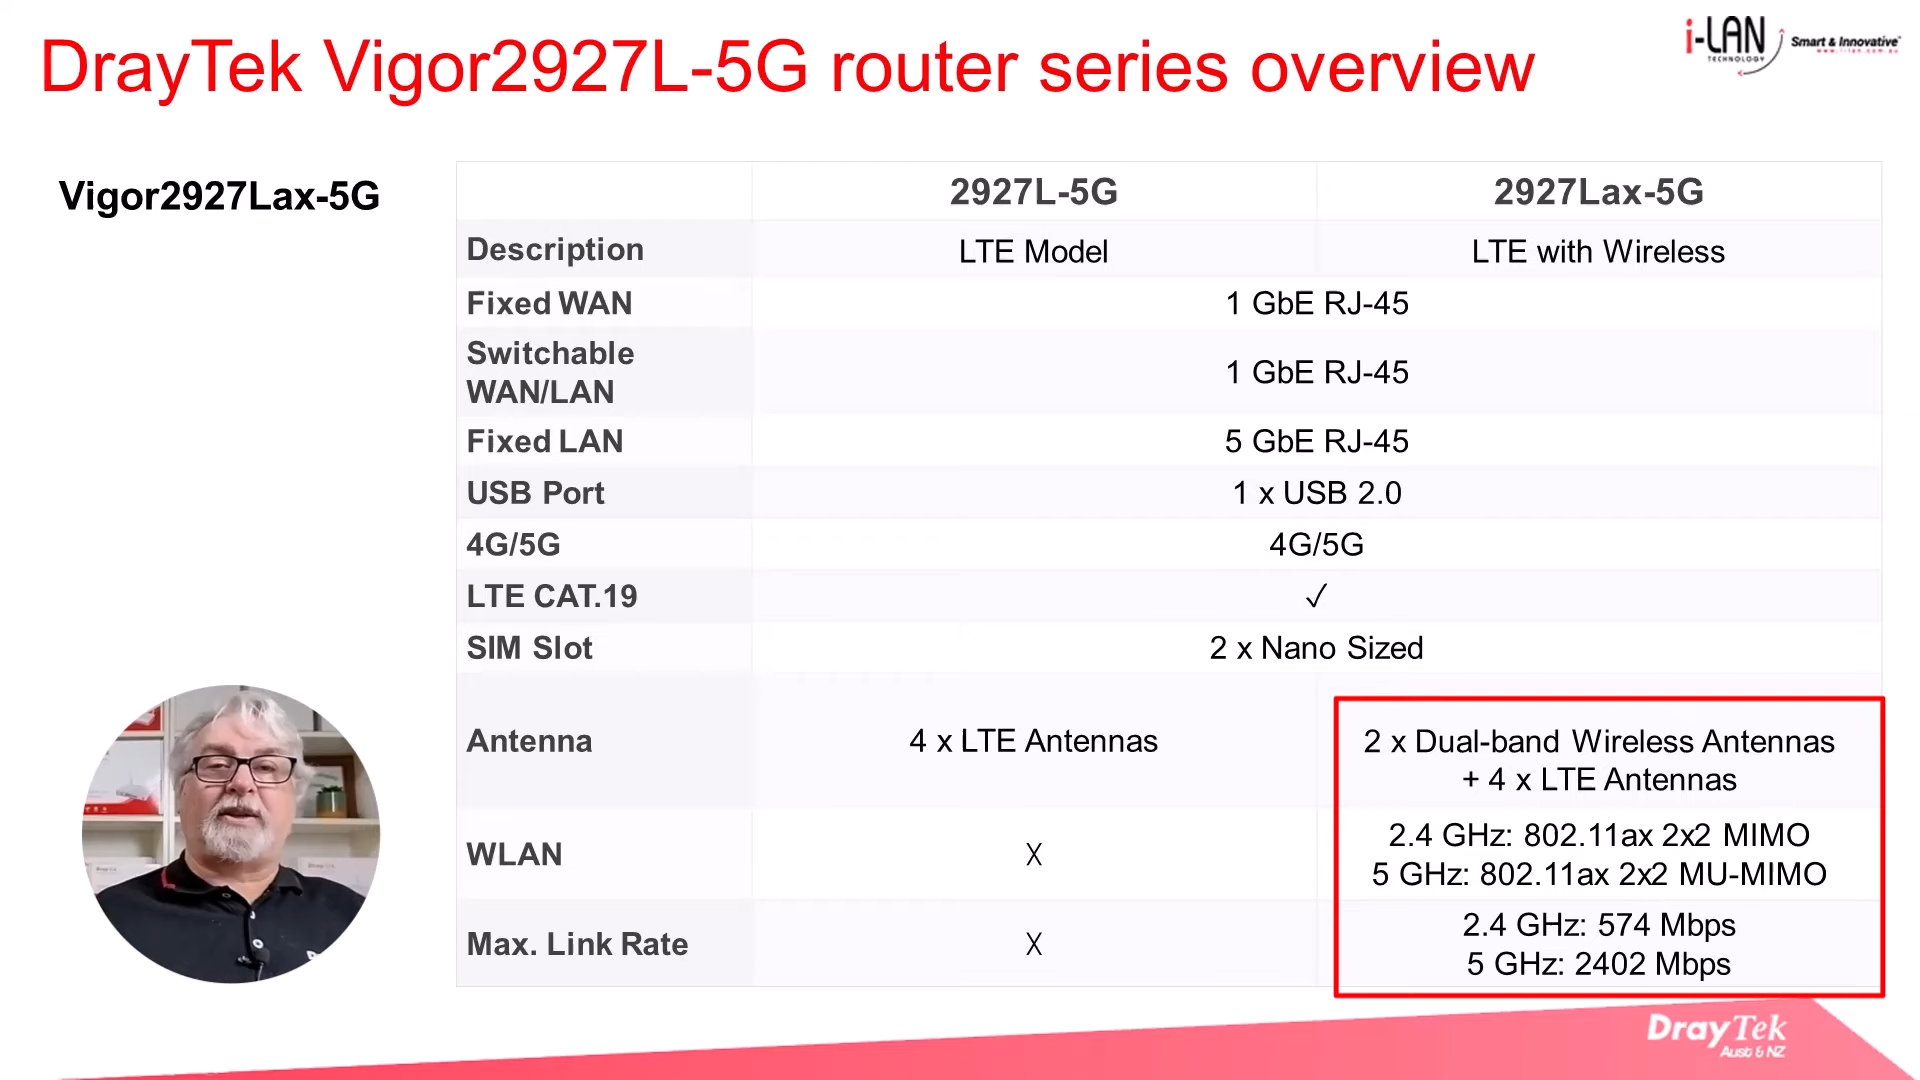 DrayTek Vigor2927L-5G router series overview
i-LAN
TECHNOLOGY
Smart & Innovative
Vigor2927Lax-5G
2927L-5G
2927Lax-5G
Description
LTE Model
LTE with Wireless
Fixed WAN
1 GbE RJ-45
Switchable
WAN/LAN
1 GbE RJ-45
Fixed LAN
5 GbE RJ-45
USB Port
1 x USB 2.0
4G/5G
4G/5G
LTE CAT.19
✓
SIM Slot
2 x Nano Sized
Antenna
4 x LTE Antennas
2 x Dual-band Wireless Antennas
+ 4 x LTE Antennas
WLAN
X
2.4 GHz: 802.11ax 2x2 MIMO
5 GHz: 802.11ax 2x2 MU-MIMO
Max. Link Rate
X
2.4 GHz: 574 Mbps
5 GHz: 2402 Mbps
DrayTek
Aust & NZ